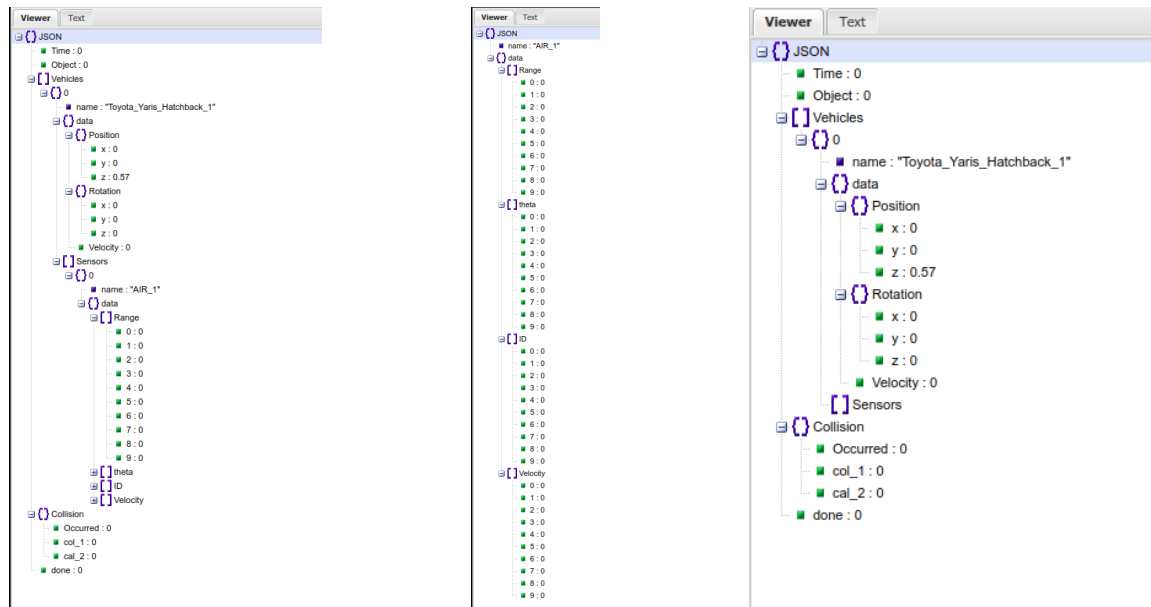 Viewer Text
JSON
Time : 0
Object : 0
Vehicles
0
name : "Toyota_Yaris_Hatchback_1"
data
Position
x : 0
y : 0
z : 0.57
Rotation
x : 0
y : 0
z : 0
Velocity : 0
Sensors
0
name : "AIR_1"
data
Range
0 : 0
1 : 0
2 : 0
3 : 0
4 : 0
5 : 0
6 : 0
7 : 0
8 : 0
9 : 0
theta
ID
Velocity
Collision
Occurred : 0
col_1 : 0
cal_2 : 0
done : 0
Viewer Text
JSON
name : "AIR_1"
data
Range
0 : 0
1 : 0
2 : 0
3 : 0
4 : 0
5 : 0
6 : 0
7 : 0
8 : 0
9 : 0
theta
0 : 0
1 : 0
2 : 0
3 : 0
4 : 0
5 : 0
6 : 0
7 : 0
8 : 0
9 : 0
ID
0 : 0
1 : 0
2 : 0
3 : 0
4 : 0
5 : 0
6 : 0
7 : 0
8 : 0
9 : 0
Velocity
0 : 0
1 : 0
2 : 0
3 : 0
4 : 0
5 : 0
6 : 0
7 : 0
8 : 0
9 : 0
Viewer Text
JSON
Time : 0
Object : 0
Vehicles
0
name : "Toyota_Yaris_Hatchback_1"
data
Position
x : 0
y : 0
z : 0.57
Rotation
x : 0
y : 0
z : 0
Velocity : 0
Sensors
Collision
Occurred : 0
col_1 : 0
cal_2 : 0
done : 0